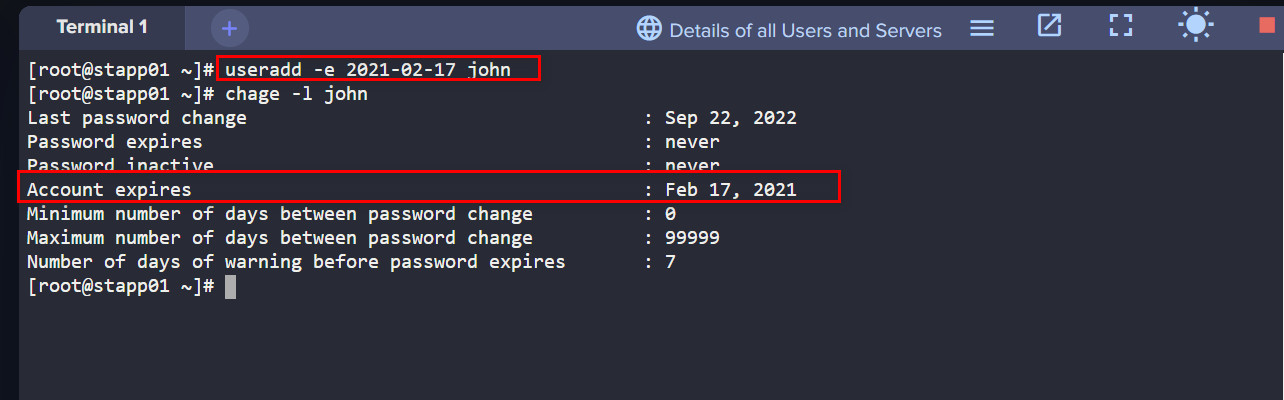 Terminal 1
+
Details of all Users and Servers
[root@stapp01 ~]# useradd -e 2021-02-17 john
[root@stapp01 ~]# chage -l john
Last password change : Sep 22, 2022
Password expires : never
Password inactive : never
Account expires : Feb 17, 2021
Minimum number of days between password change : 0
Maximum number of days between password change : 99999
Number of days of warning before password expires : 7
[root@stapp01 ~]#